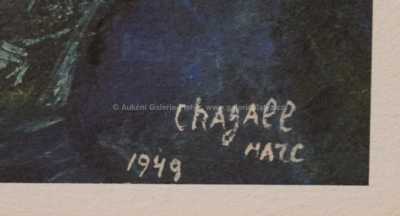 © Aukční Galerie
Chagall
Marc
1949